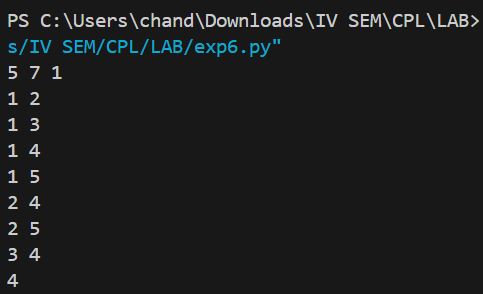 PS C:\Users\chand\Downloads\IV SEM\CPL\LAB>
s/IV SEM/CPL/LAB/exp6.py"
5 7 1
1 2
1 3
1 4
1 5
2 4
2 5
3 4
4